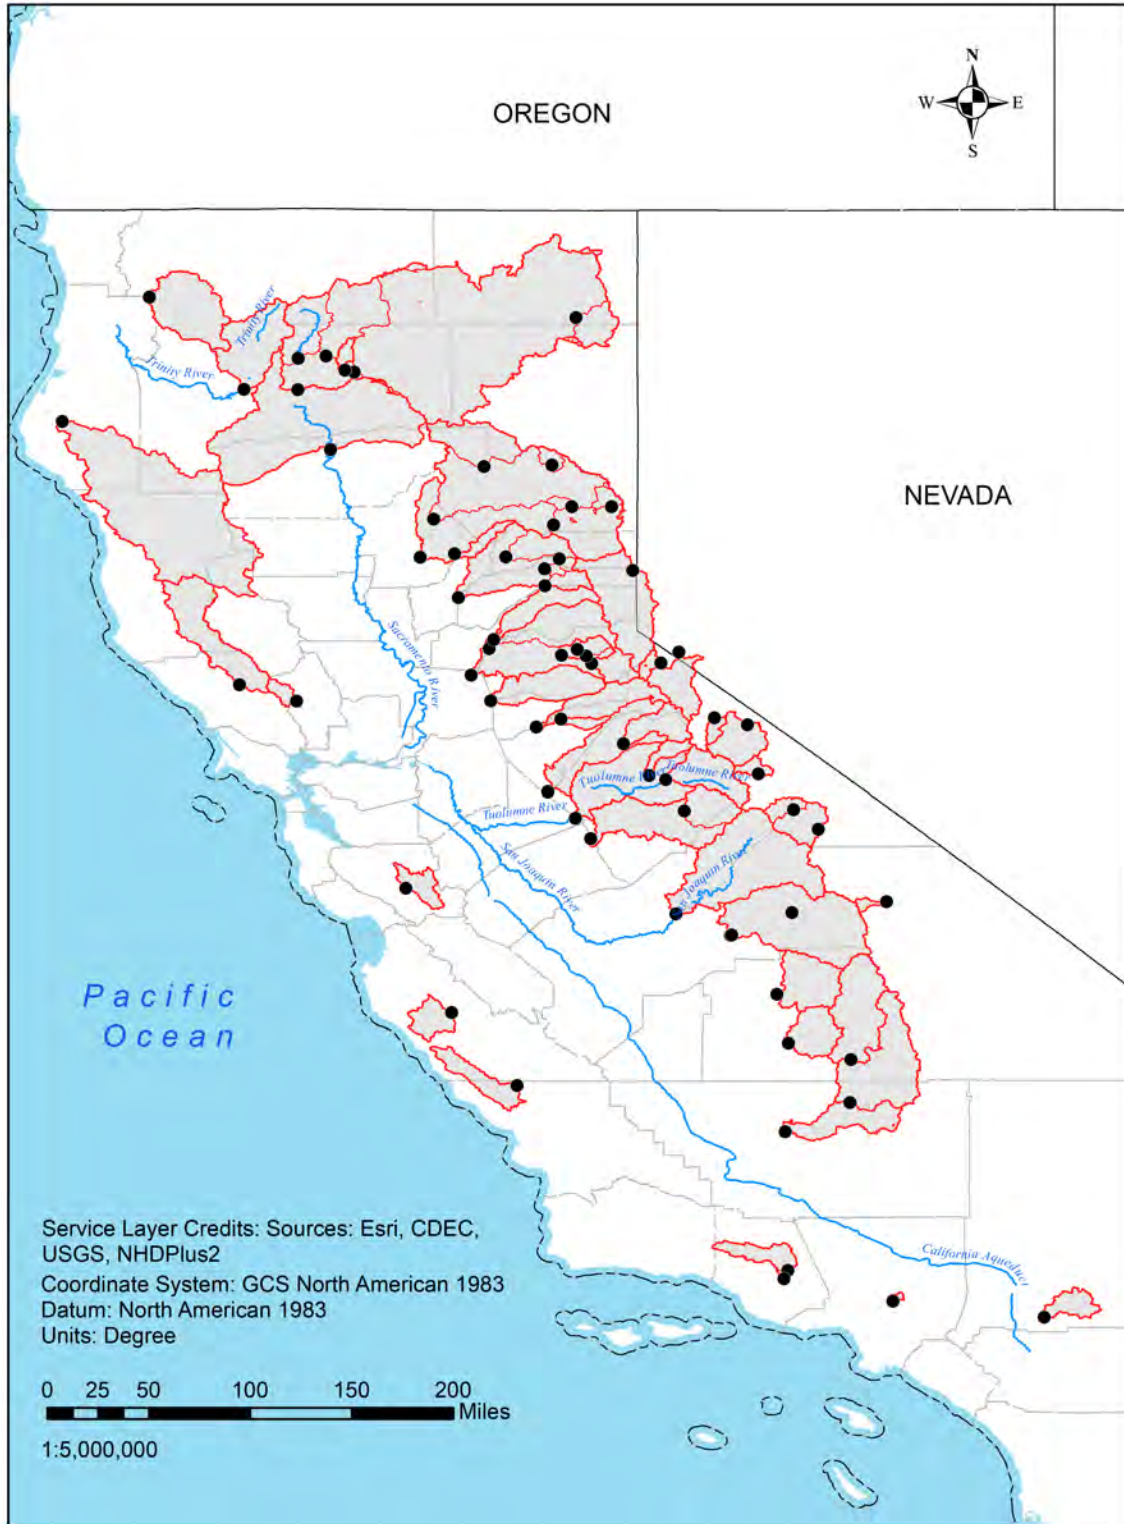 OREGON
N
W
E
S
NEVADA
Trinity River
Trinity River
Sacramento River
Tuolumne River
Tuolumne River
Tuolumne River
San Joaquin River
San Joaquin River
Pacific
Ocean
California Aqueduct
Service Layer Credits: Sources: Esri, CDEC,
USGS, NHDPlus2
Coordinate System: GCS North American 1983
Datum: North American 1983
Units: Degree
0 25 50 100 150 200
Miles
1:5,000,000